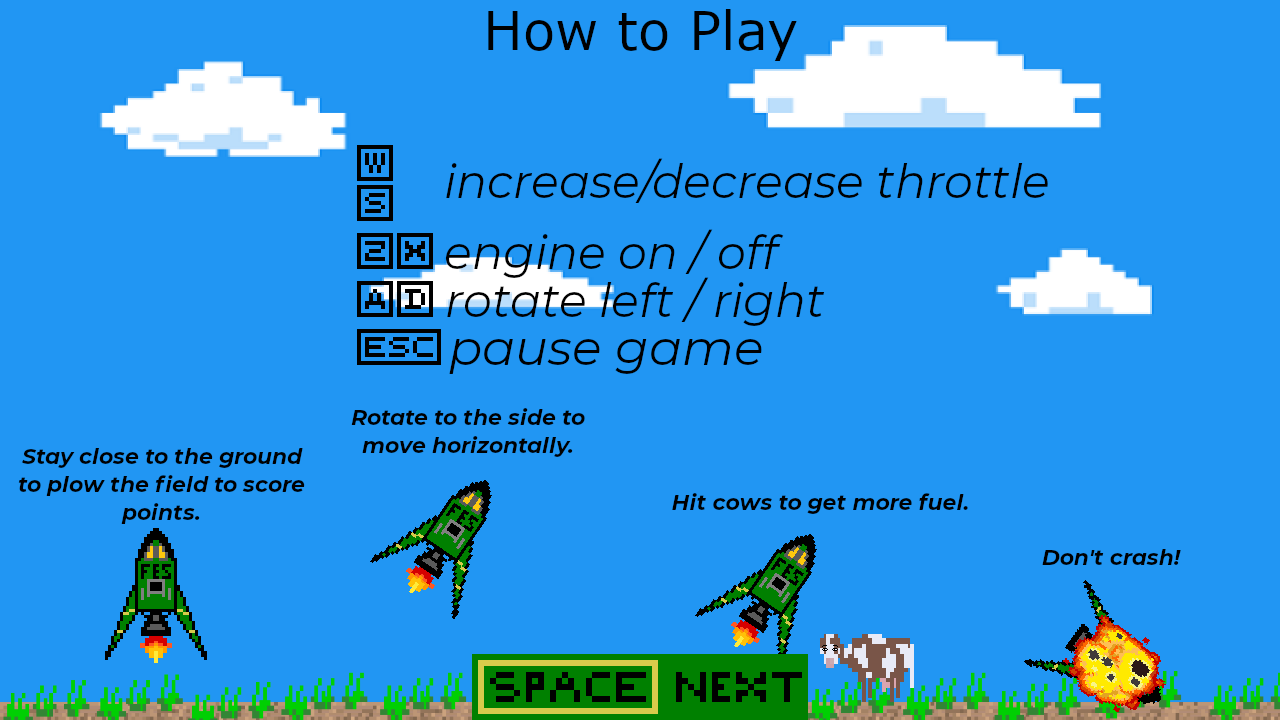 How to Play
W
S
increase/decrease throttle
Z X engine on / off
A D rotate left / right
ESC pause game
Rotate to the side to
move horizontally.
Stay close to the ground
to plow the field to score
points.
Hit cows to get more fuel.
Don't crash!
FES
FES
FES
SPACE NEXT